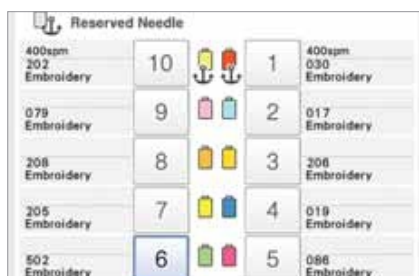 Reserved Needle
400spm
202
Embroidery
10
1
400spm
030
Embroidery
079
Embroidery
9
2
017
Embroidery
208
Embroidery
8
3
206
Embroidery
205
Embroidery
7
4
019
Embroidery
502
Embroidery
6
5
086
Embroidery